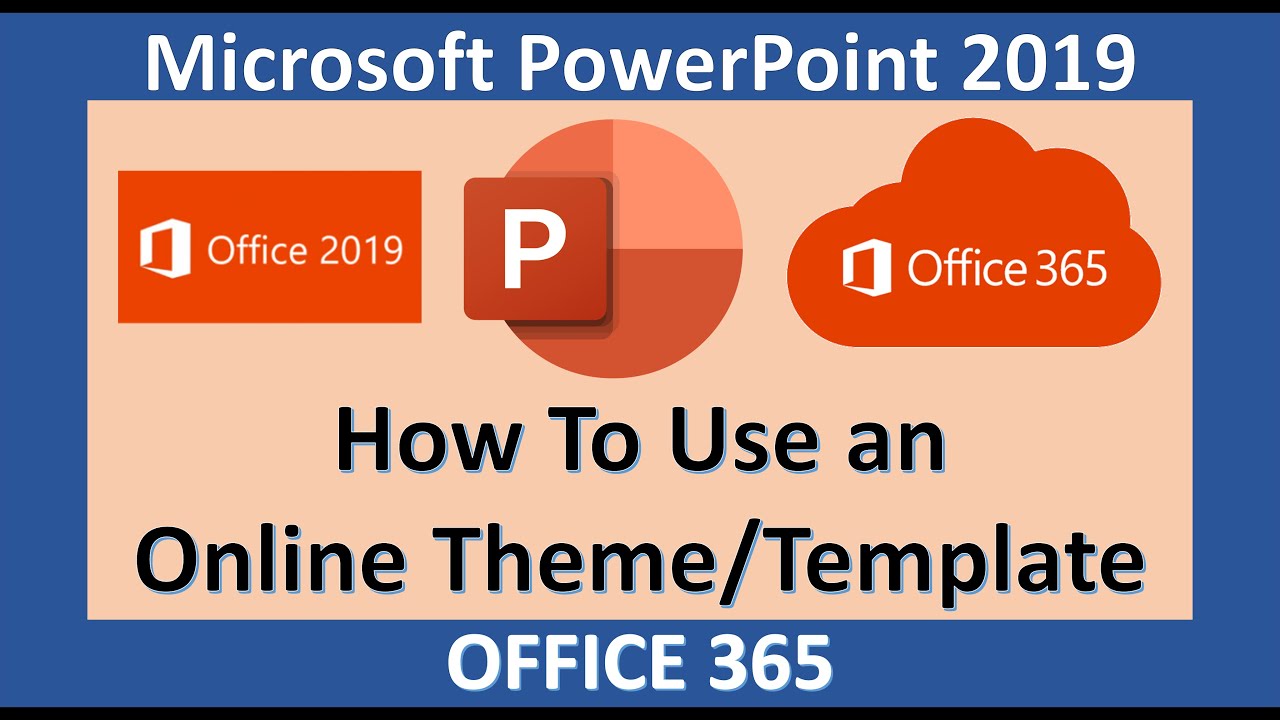 Microsoft PowerPoint 2019
Office 2019
P
Office 365
How To Use an
Online Theme/Template
OFFICE 365